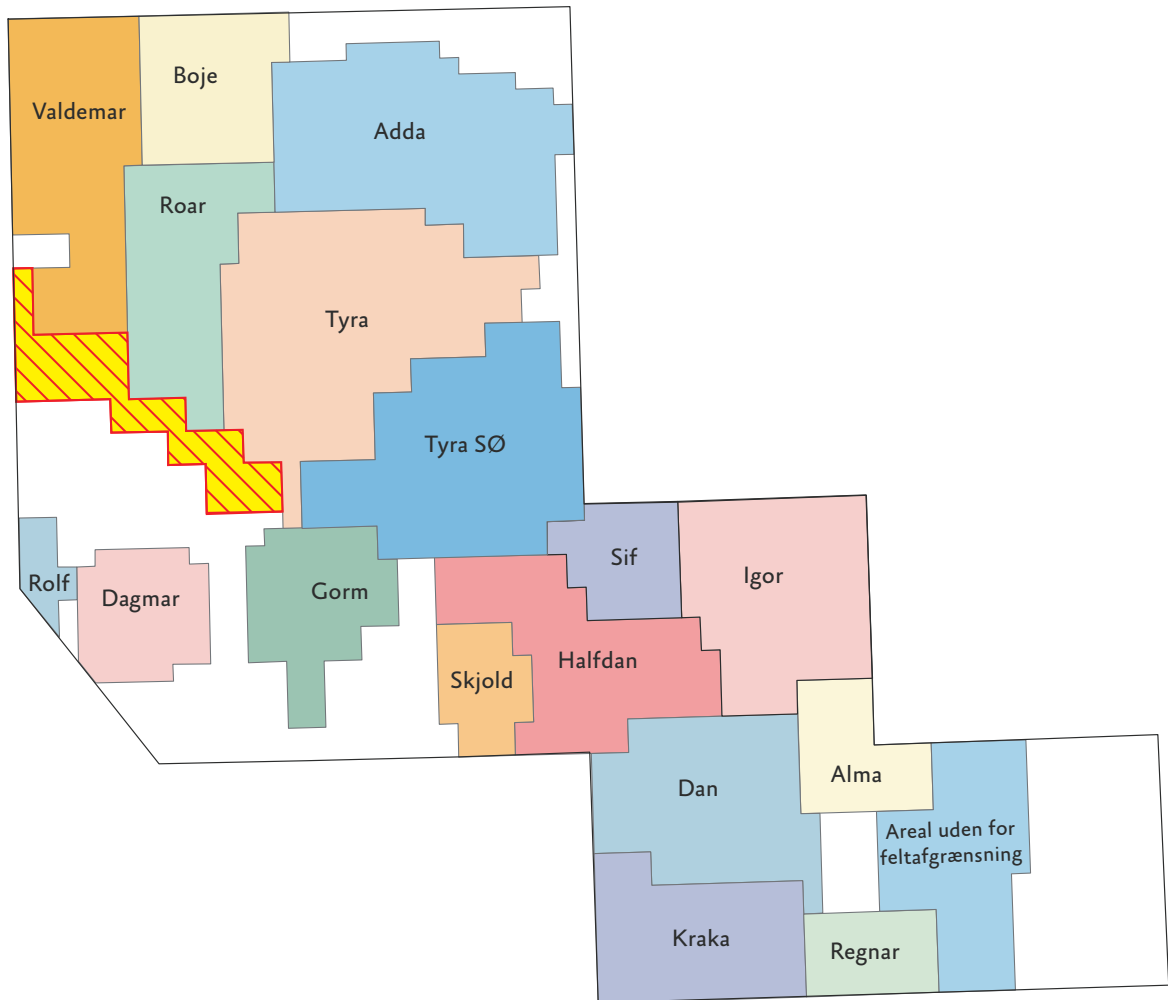 Boje
Valdemar
Adda
Roar
Tyra
Tyra SØ
Sif
Igor
Rolf
Dagmar
Gorm
Halfdan
Skjold
Dan
Alma
Areal uden for
feltafgrænsning
Kraka
Regnar